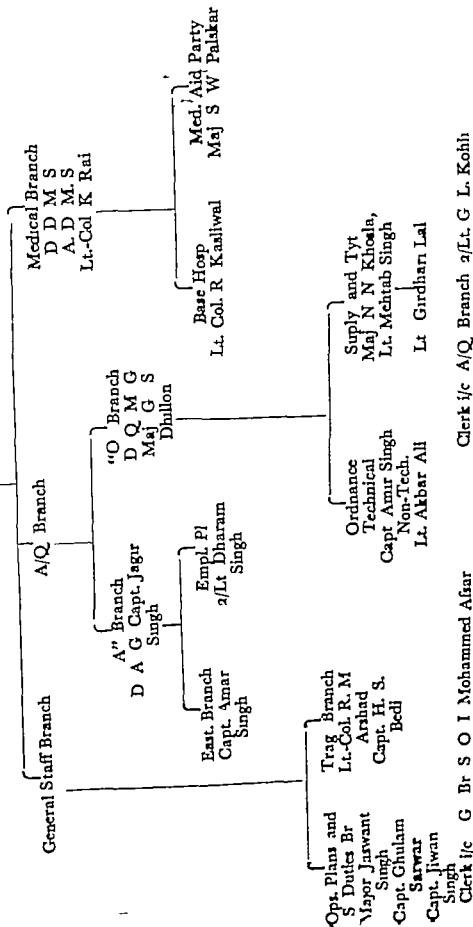 General Staff Branch
A/Q Branch
Medical Branch
D D M S
A. D M. S
Lt.-Col K Rai
A" Branch
D A G Capt. Jagir
Singh
"O Branch
D Q M G
Maj G S
Dhillon
Base Hosp
Lt. Col. R Kasliwal
Med. Aid Party
Maj S W Palskar
East. Branch
Capt. Amar
Singh
Empl. Pl
2/Lt Dharam
Singh
Ops. Plans and
S Duties Br
Major Jaswant
Singh
Capt. Ghulam
Sarwar
Capt. Jiwan
Singh
Trag Branch
Lt.-Col. R. M
Arshad
Capt. H. S.
Bedi
Ordnance
Technical
Capt Amir Singh
Non-Tech.
Lt. Akbar Ali
Suply and Tyt
Maj N N Khosla,
Lt. Mehtab Singh
Lt Girdhari Lal
Clerk i/c G Br S O I Mohammed Afsar
Clerk i/c A/Q Branch 2/Lt. G L. Kohli